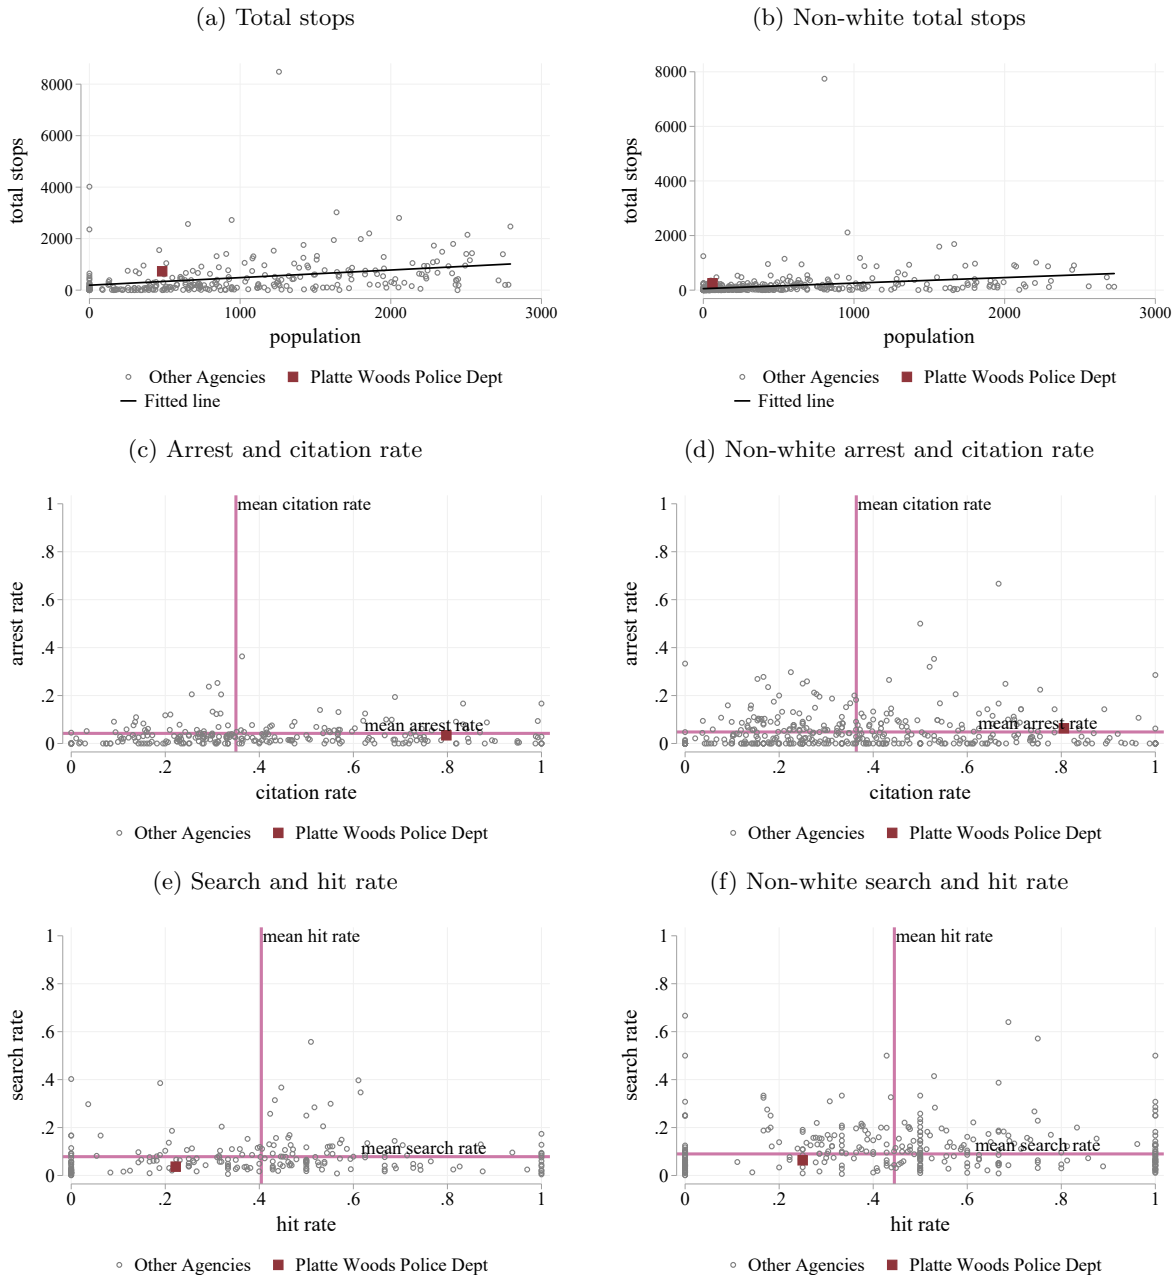 (a) Total stops
(b) Non-white total stops
8000
6000
4000
2000
0
total stops
0 1000 2000 3000
population
Other Agencies Platte Woods Police Dept
Fitted line
8000
6000
4000
2000
0
total stops
0 1000 2000 3000
population
Other Agencies Platte Woods Police Dept
Fitted line
(c) Arrest and citation rate
(d) Non-white arrest and citation rate
1
.8
.6
.4
.2
0
arrest rate
mean citation rate
mean arrest rate
0 .2 .4 .6 .8 1
citation rate
Other Agencies Platte Woods Police Dept
1
.8
.6
.4
.2
0
arrest rate
mean citation rate
mean arrest rate
0 .2 .4 .6 .8 1
citation rate
Other Agencies Platte Woods Police Dept
(e) Search and hit rate
(f) Non-white search and hit rate
1
.8
.6
.4
.2
0
search rate
mean hit rate
mean search rate
0 .2 .4 .6 .8 1
hit rate
Other Agencies Platte Woods Police Dept
1
.8
.6
.4
.2
0
search rate
mean hit rate
mean search rate
0 .2 .4 .6 .8 1
hit rate
Other Agencies Platte Woods Police Dept